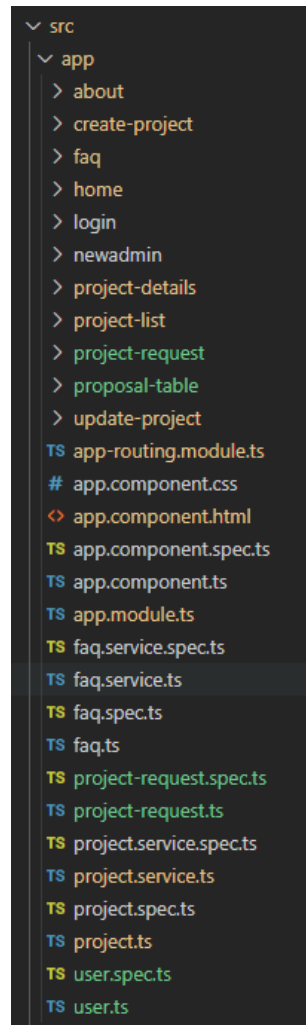 src
app
about
create-project
faq
home
login
newadmin
project-details
project-list
project-request
proposal-table
update-project
TS app-routing.module.ts
# app.component.css
<> app.component.html
TS app.component.spec.ts
TS app.component.ts
TS app.module.ts
TS faq.service.spec.ts
TS faq.service.ts
TS faq.spec.ts
TS faq.ts
TS project-request.spec.ts
TS project-request.ts
TS project.service.spec.ts
TS project.service.ts
TS project.spec.ts
TS project.ts
TS user.spec.ts
TS user.ts